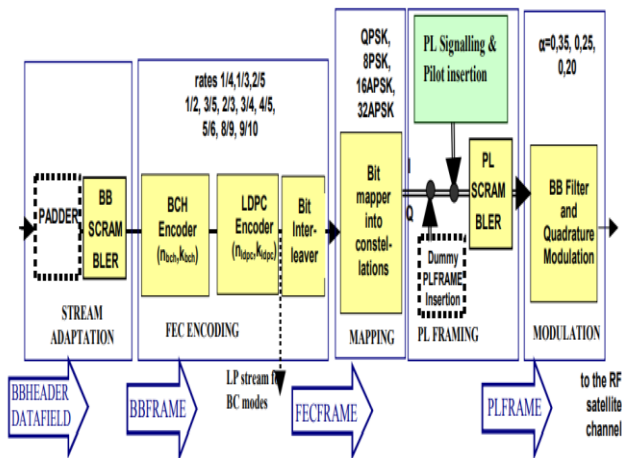 rates 1/4,1/3,2/5
1/2, 3/5, 2/3, 3/4, 4/5,
5/6, 8/9, 9/10
QPSK,
8PSK,
16APSK,
32APSK
PL Signalling &
Pilot insertion
α=0,35, 0,25,
0,20
PADDER
BB
SCRAM
BLER
BCH
Encoder
(nbch,kbch)
LDPC
Encoder
(nldpc,kldpc)
Bit
Inter-
leaver
Bit
mapper
into
constel-
lations
I
Q
Dummy
PLFRAME
Insertion
PL
SCRAM
BLER
BB Filter
and
Quadrature
Modulation
STREAM
ADAPTATION
FEC ENCODING
MAPPING
PL FRAMING
MODULATION
BBHEADER
DATAFIELD
BBFRAME
LP stream
BC modes
FECFRAME
PLFRAME
to the RF
satellite
channel